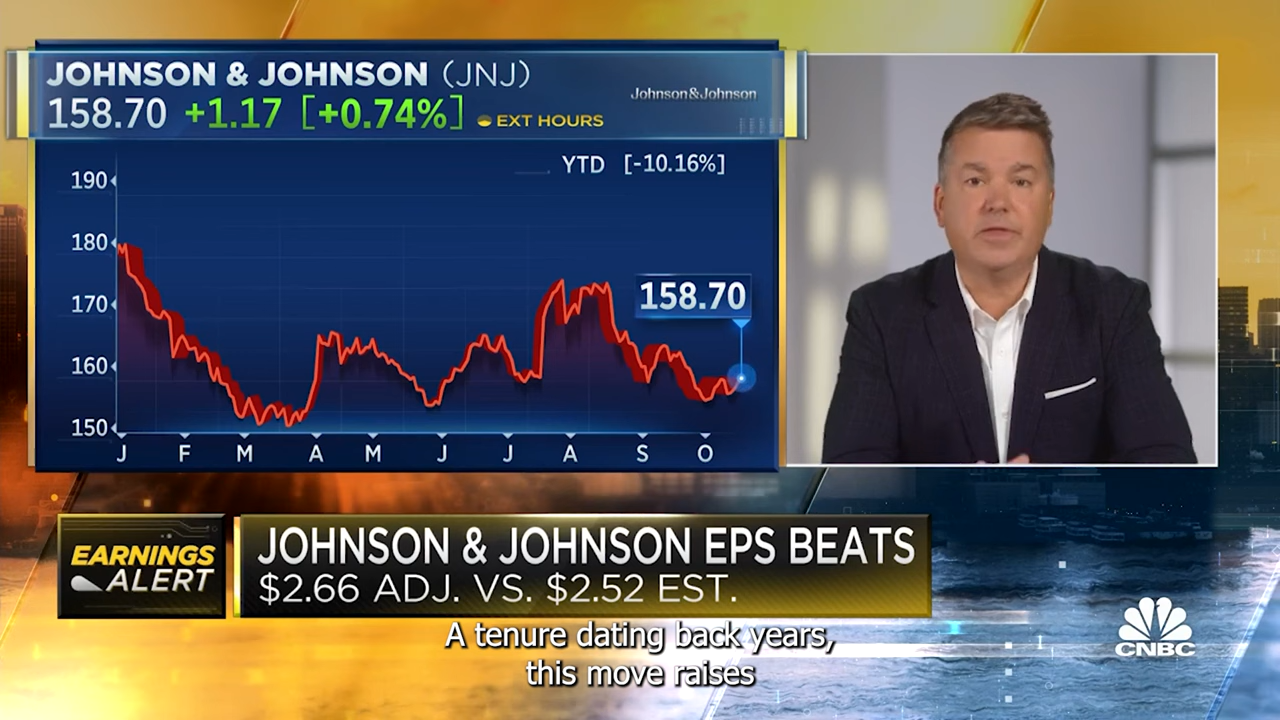 JOHNSON & JOHNSON (JNJ)
158.70 +1.17 [+0.74%] EXT HOURS
Johnson&Johnson
YTD [-10.16%]
190
180
170
160
150
158.70
J F M A M J J A S O
EARNINGS
ALERT
JOHNSON & JOHNSON EPS BEATS
$2.66 ADJ. VS. $2.52 EST.
A tenure dating back years,
this move raises
CNBC